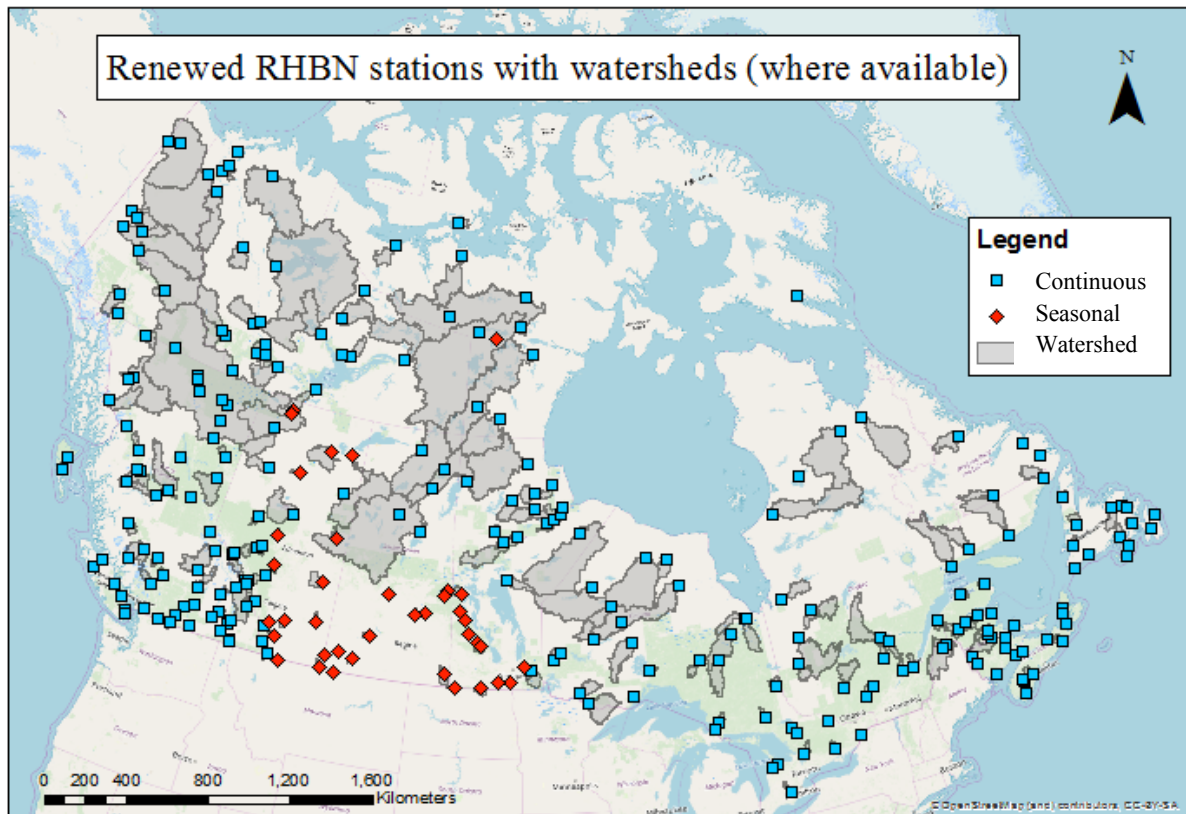 Renewed RHBN stations with watersheds (where available)
N
Legend
Continuous
Seasonal
Watershed
0 200 400 800 1,200 1,600
Kilometers
© OpenStreetMap (and) contributors, CC-BY-SA